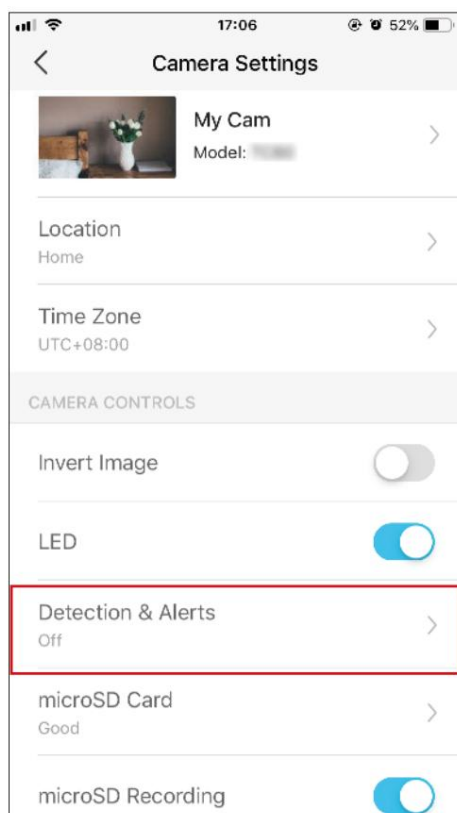 17:06
52%
Camera Settings
My Cam
Model:
Location
Home
Time Zone
UTC+08:00
CAMERA CONTROLS
Invert Image
LED
Detection & Alerts
Off
microSD Card
Good
microSD Recording